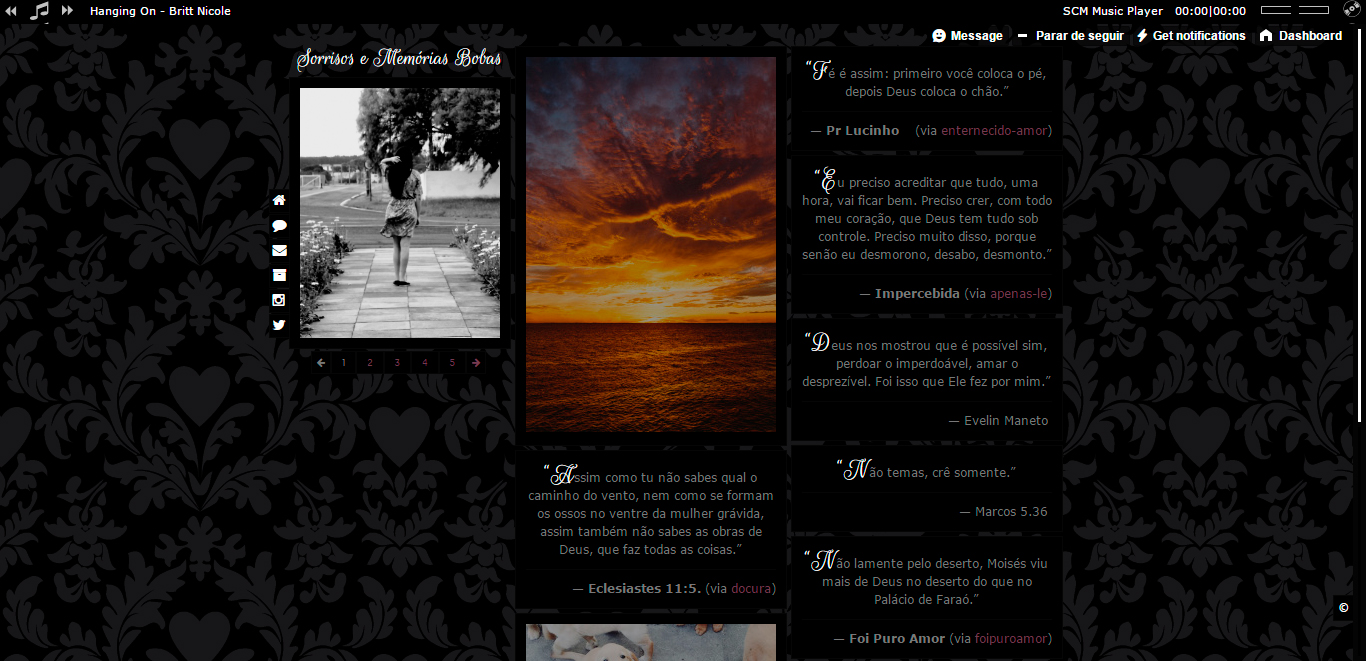 Hanging On - Britt Nicole
SCM Music Player 00:00|00:00
Message
Parar de seguir
Get notifications
Dashboard
Sorrisos e Memórias Bobas
1 2 3 4 5
“Assim como tu não sabes qual o
caminho do vento, nem como se formam
os ossos no ventre da mulher grávida,
assim também não sabes as obras de
Deus, que faz todas as coisas.”
— Eclesiastes 11:5. (via docura)
“Fé é assim: primeiro você coloca o pé,
depois Deus coloca o chão.”
— Pr Lucinho (via enternecido-amor)
“Eu preciso acreditar que tudo, uma
hora, vai ficar bem. Preciso crer, com todo
meu coração, que Deus tem tudo sob
controle. Preciso muito disso, porque
senão eu desmorono, desabo, desmonto.”
— Impercebida (via apenas-le)
“Deus nos mostrou que é possível sim,
perdoar o imperdoável, amar o
desprezível. Foi isso que Ele fez por mim.”
— Evelin Maneto
“Não temas, crê somente.”
— Marcos 5.36
“Não lamente pelo deserto, Moisés viu
mais de Deus no deserto do que no
Palácio de Faraó.”
— Foi Puro Amor (via foipuroamor)
©